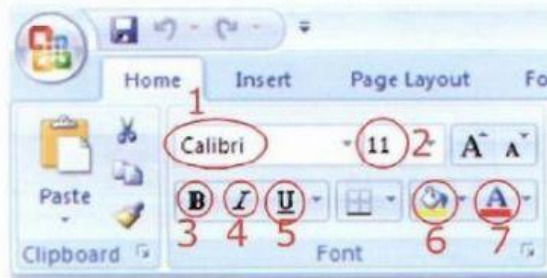 Home Insert Page Layout Fo
1
Calibri 11 2 A A
Paste
B I U A
3 4 5 6 7
Clipboard Font